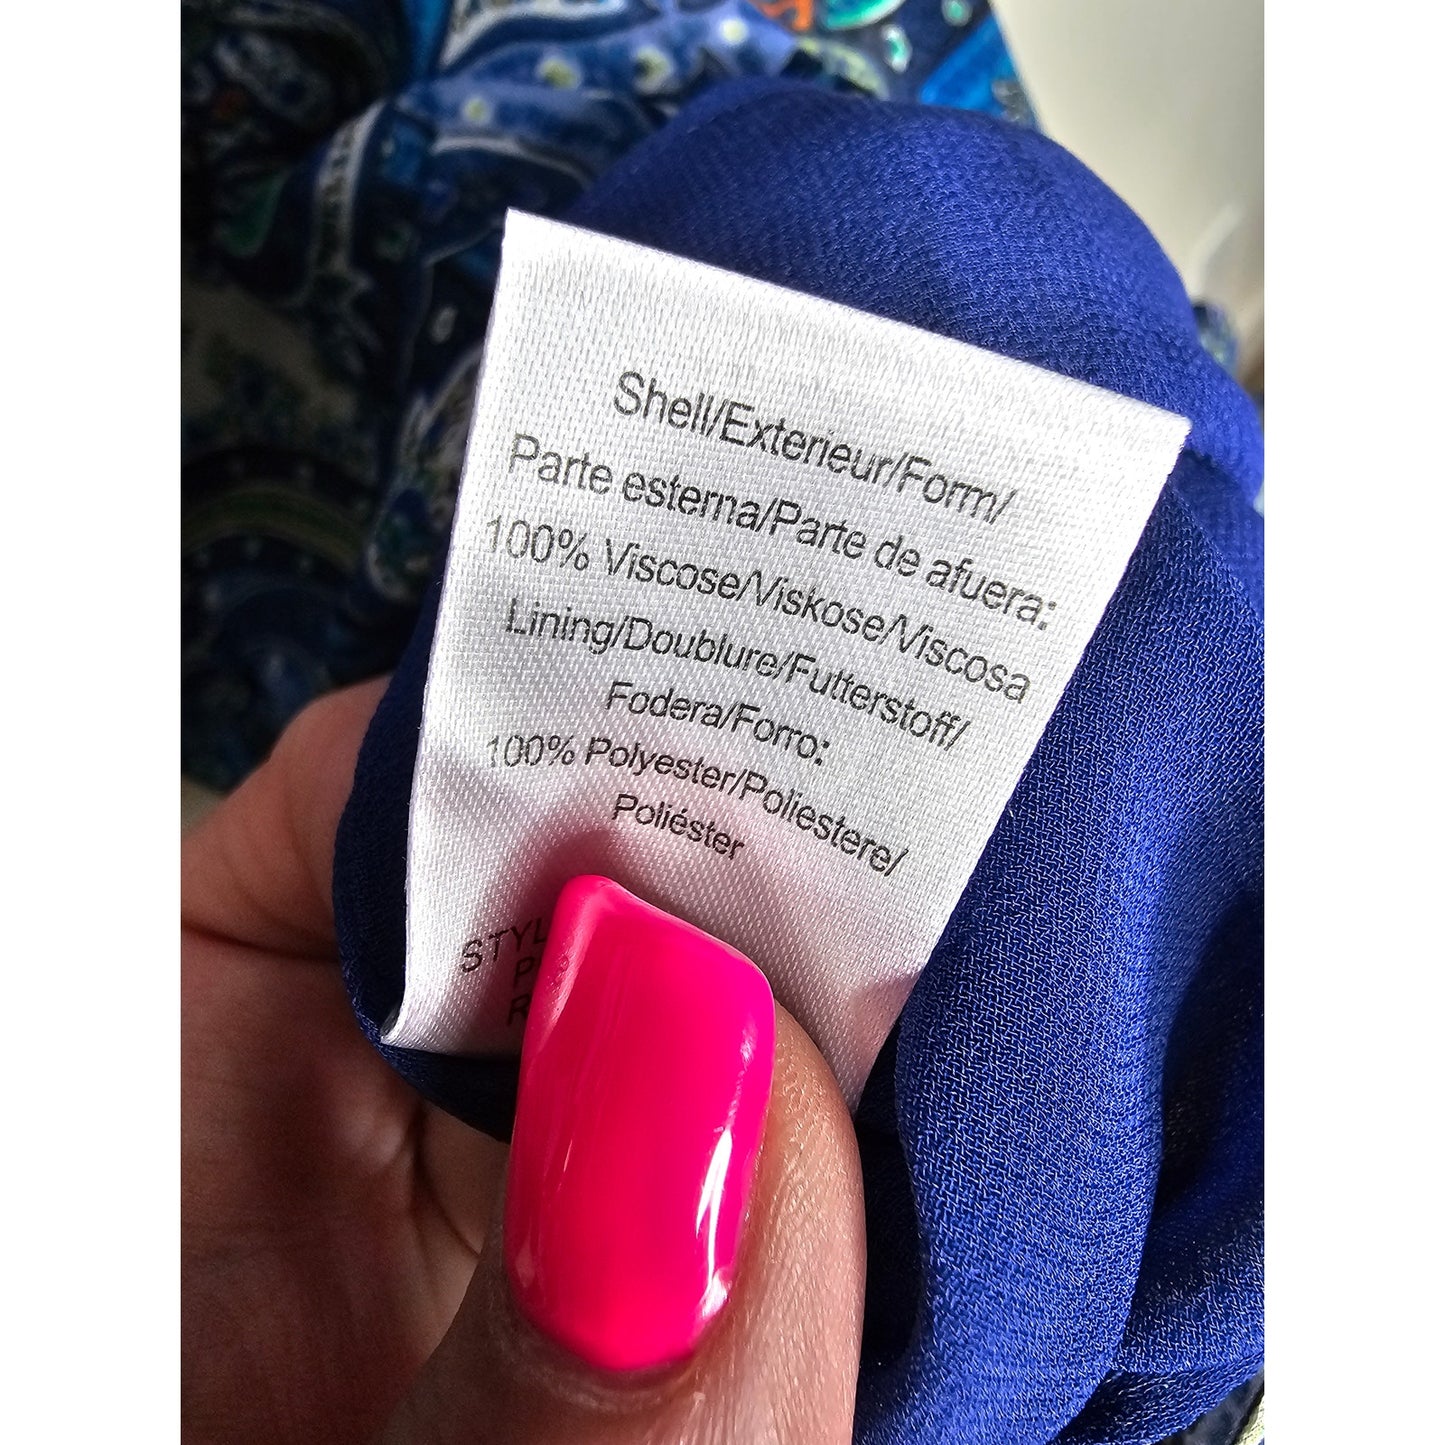 Shell/Exterieur/Form/
Parte esterna/Parte de afuera:
100% Viscose/Viskose/Viscosa
Lining/Doublure/Futterstoff/
Fodera/Forro:
100% Polyester/Poliestere/
Poliéster